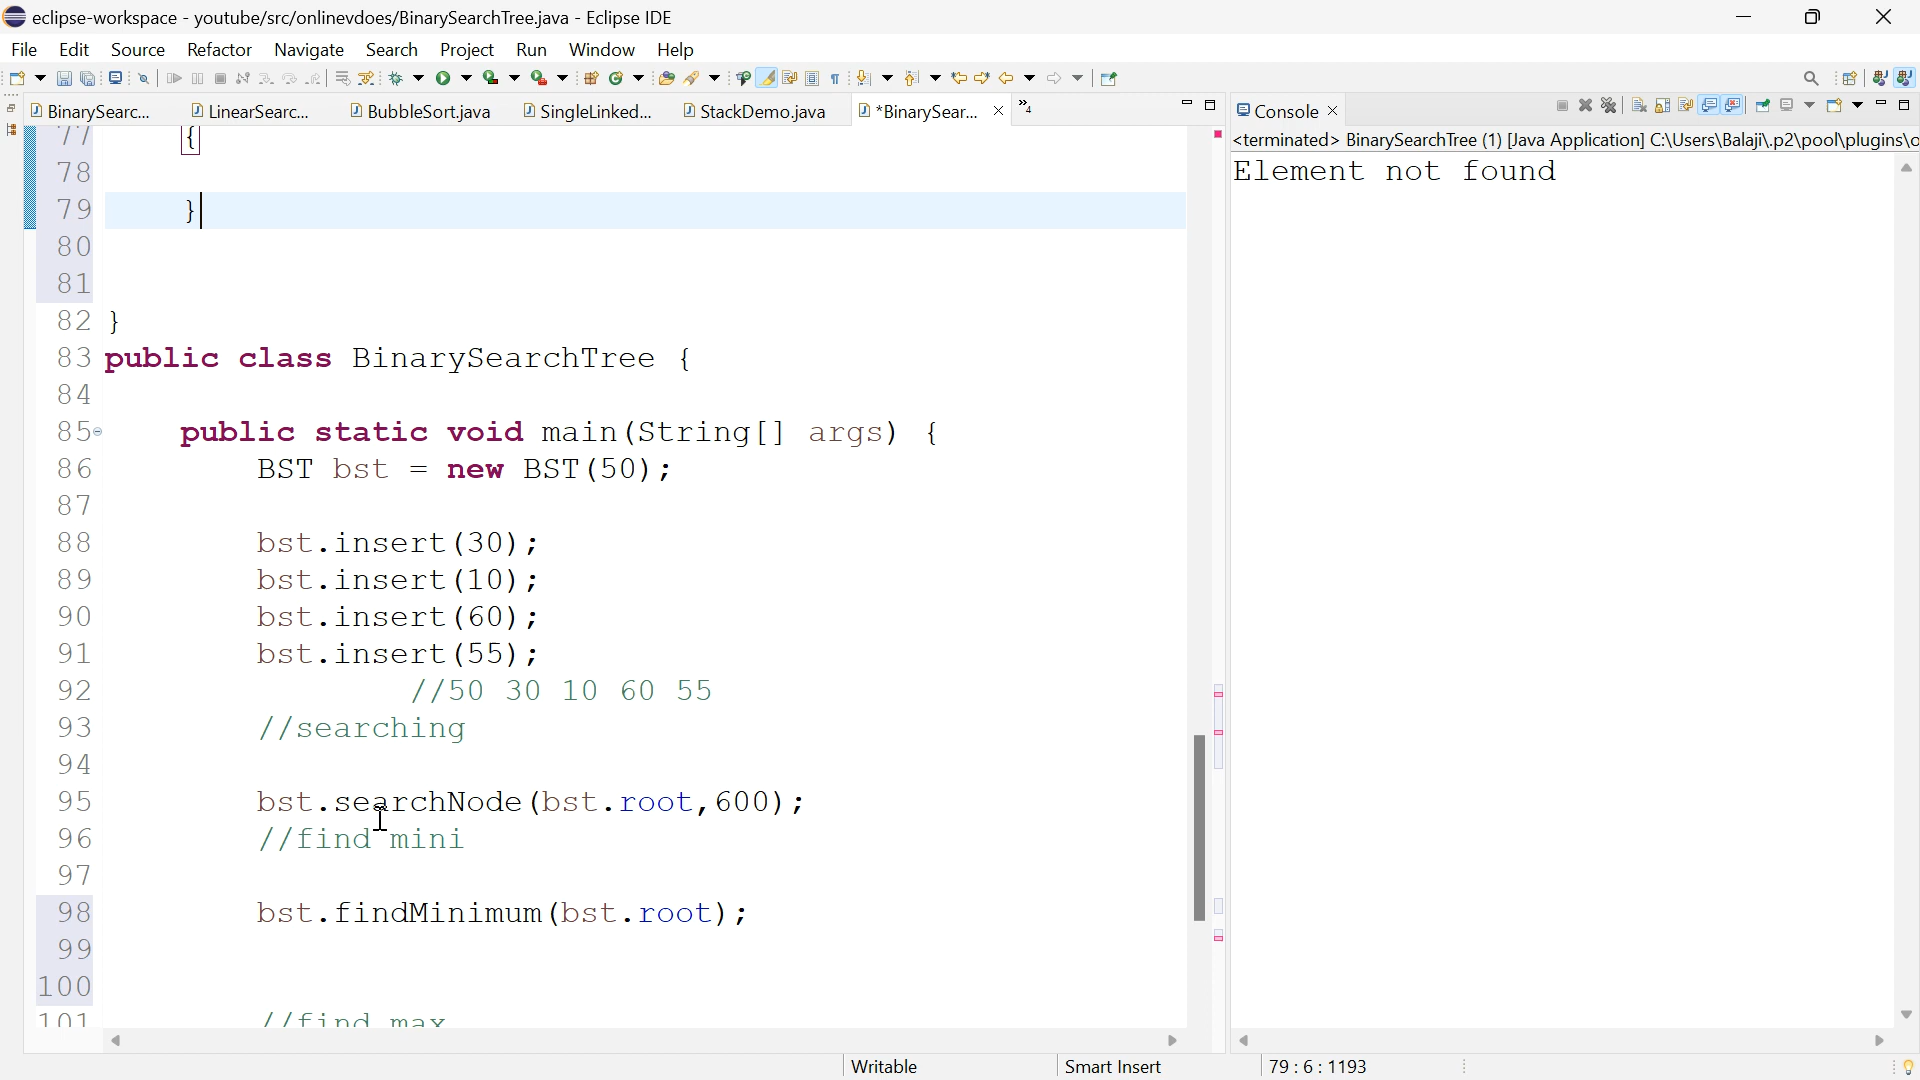 eclipse-workspace - youtube/src/onlinevdoes/BinarySearchTree.java - Eclipse IDE
File Edit Source Refactor Navigate Search Project Run Window Help
BinarySearc... LinearSearc... BubbleSort.java SingleLinked... StackDemo.java *BinarySear... »4
Console
<terminated> BinarySearchTree (1) [Java Application] C:\Users\Balaji\.p2\pool\plugins\o
Element not found
77 {
78
79 }
80
81
82 }
83 public class BinarySearchTree {
84
85 public static void main(String[] args) {
86 BST bst = new BST(50);
87
88 bst.insert(30);
89 bst.insert(10);
90 bst.insert(60);
91 bst.insert(55);
92 //50 30 10 60 55
93 //searching
94
95 bst.searchNode(bst.root,600);
96 //find mini
97
98 bst.findMinimum(bst.root);
99
100
101 //find max
Writable Smart Insert 79 : 6 : 1193